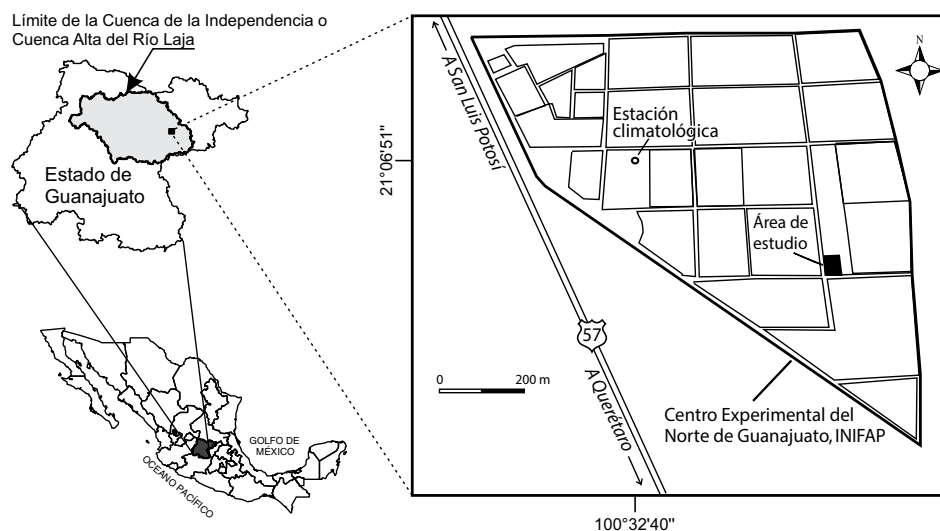 Límite de la Cuenca de la Independencia o
Cuenca Alta del Río Laja
Estado de
Guanajuato
GOLFO DE
MÉXICO
OCEANO PACÍFICO
21°06'51"
A San Luis Potosí
Estación
climatológica
N
Área de
estudio
57
0 200 m
A Querétaro
Centro Experimental del
Norte de Guanajuato, INIFAP
100°32'40"